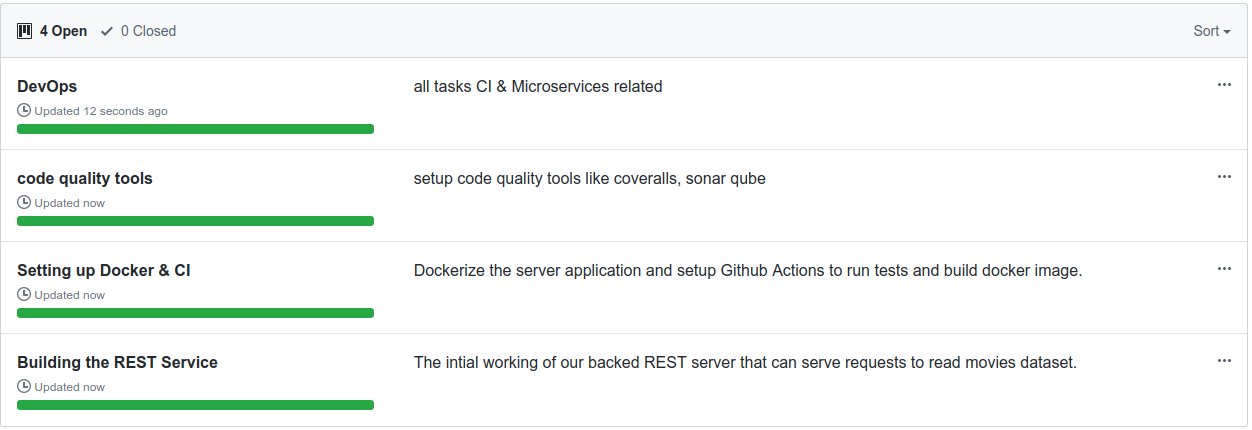 4 Open 0 Closed Sort
DevOps all tasks CI & Microservices related
Updated 12 seconds ago
code quality tools setup code quality tools like coveralls, sonar qube
Updated now
Setting up Docker & CI Dockerize the server application and setup Github Actions to run tests and build docker image.
Updated now
Building the REST Service The intial working of our backed REST server that can serve requests to read movies dataset.
Updated now